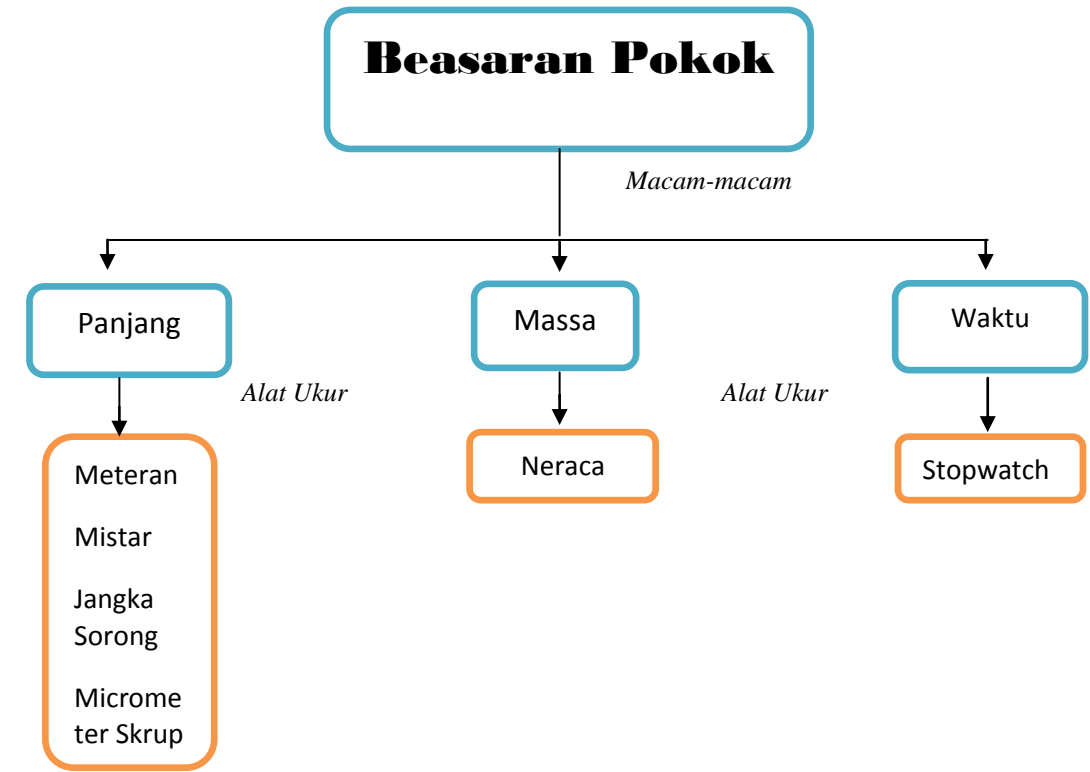 Beasaran Pokok
Macam-macam
Panjang
Massa
Waktu
Alat Ukur
Alat Ukur
Meteran
Mistar
Jangka
Sorong
Microme
ter Skrup
Neraca
Stopwatch